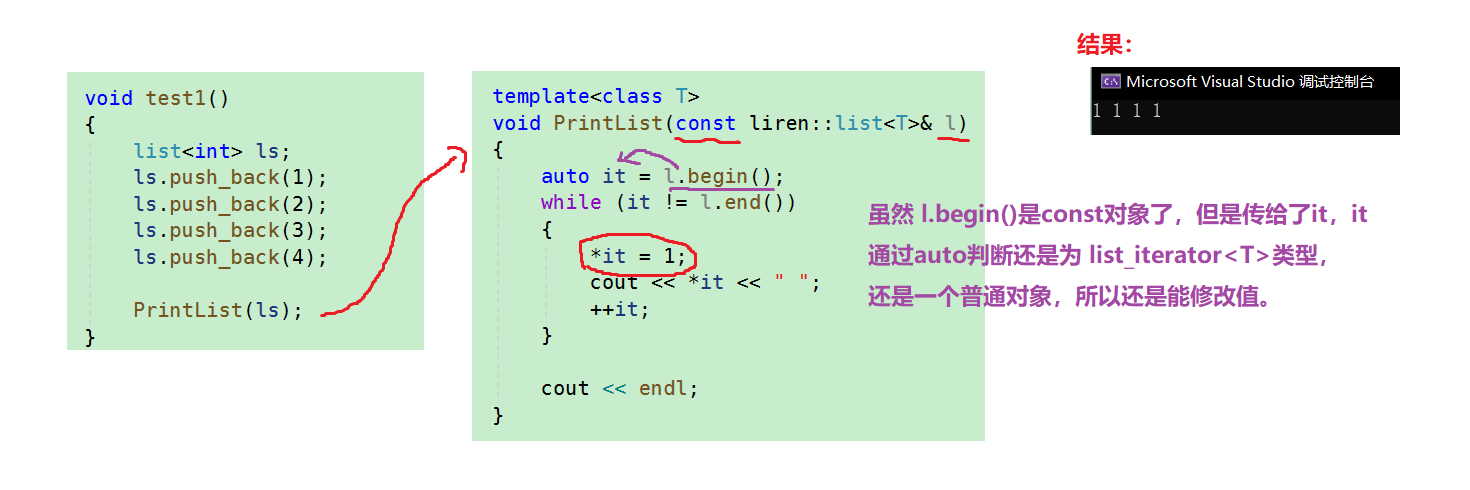 结果：
Microsoft Visual Studio 调试控制台
1 1 1 1
void test1()
{
list<int> ls;
ls.push_back(1);
ls.push_back(2);
ls.push_back(3);
ls.push_back(4);
PrintList(ls);
}
template<class T>
void PrintList(const liren::list<T>& l)
{
auto it = l.begin();
while (it != l.end())
{
*it = 1;
cout << *it << " ";
++it;
}
cout << endl;
}
虽然 l.begin()是const对象了，但是传给了it，it
通过auto判断还是为 list_iterator<T>类型，
还是一个普通对象，所以还是能修改值。